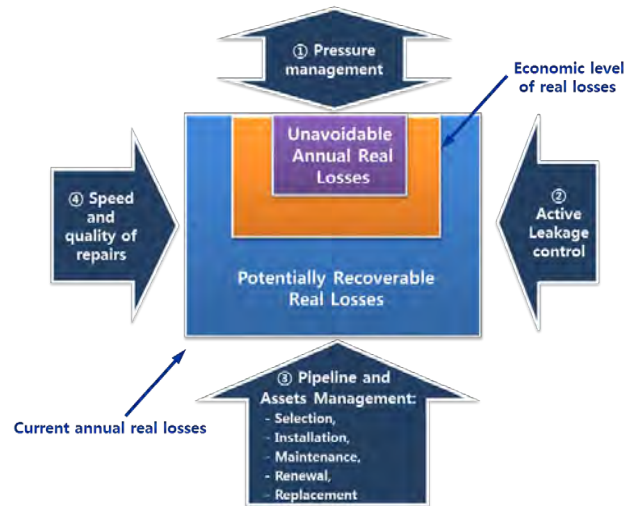 ① Pressure
management
Economic level
of real losses
Unavoidable
Annual Real
Losses
④ Speed
and
quality of
repairs
②
Active
Leakage
control
Potentially Recoverable
Real Losses
③ Pipeline and
Assets Management:
- Selection,
- Installation,
- Maintenance,
- Renewal,
- Replacement
Current annual real losses